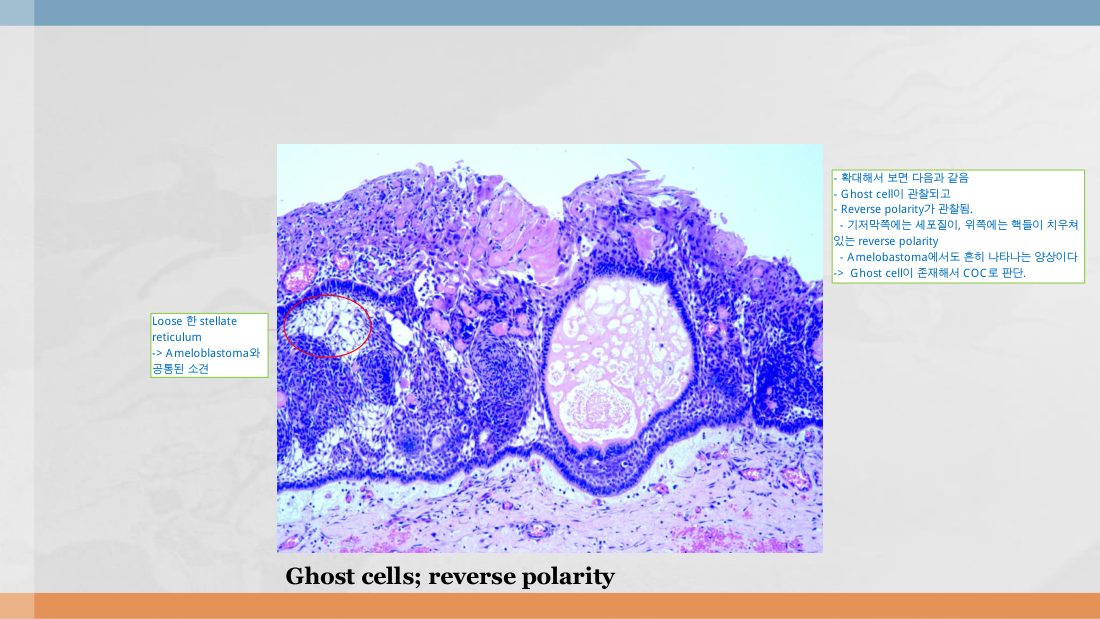 - 확대해서 보면 다음과 같음
- Ghost cell이 관찰되고
- Reverse polarity가 관찰됨.
- 기저막쪽에는 세포질이, 위쪽에는 핵들이 치우쳐
있는 reverse polarity
- Amelobastoma에서도 흔히 나타나는 양상이다
-> Ghost cell이 존재해서 COC로 판단.
Loose 한 stellate
reticulum
-> Ameloblastoma와
공통된 소견
Ghost cells; reverse polarity